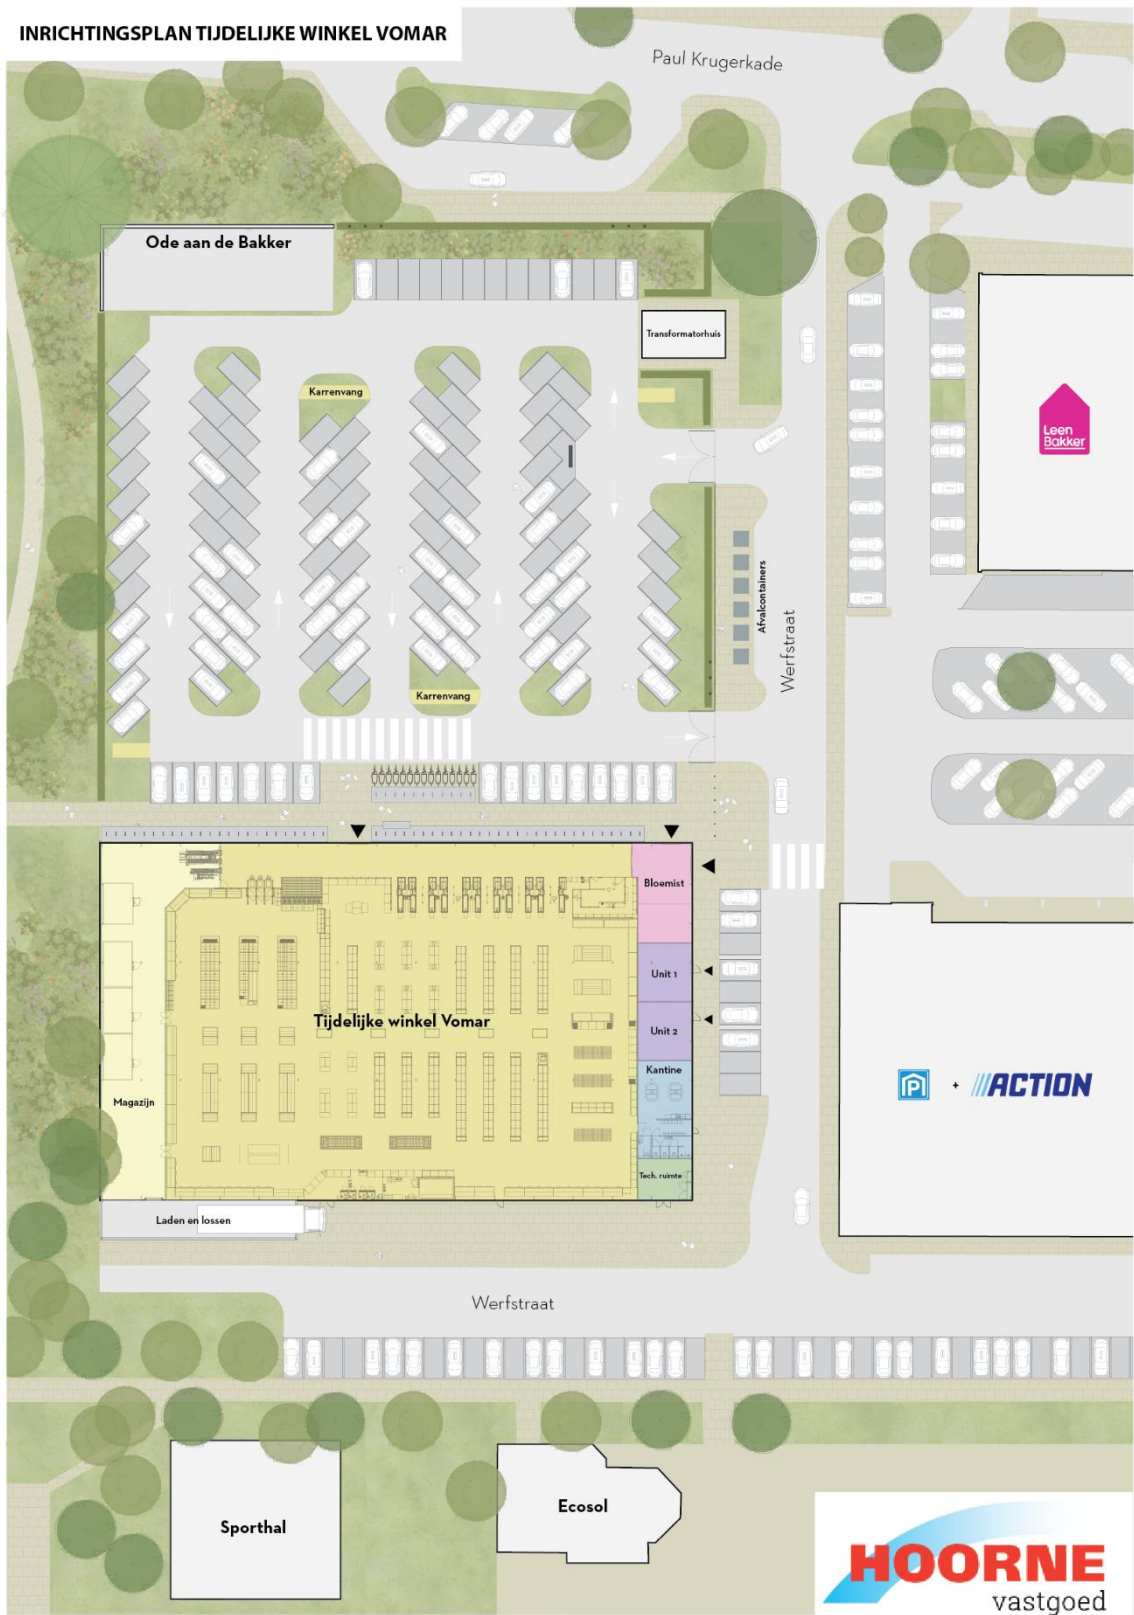 INRICHTINGSPLAN TIJDELIJKE WINKEL VOMAR
Paul Krugerkade
Ode aan de Bakker
Transformatorhuis
Karrenvang
Leen
Bakker
Afvalcontainers
Werfstraat
Karrenvang
Bloemist
Unit 1
Tijdelijke winkel Vomar
Unit 2
Kantine
P + ACTION
Magazijn
Tech. ruimte
Laden en lossen
Werfstraat
Sporthal
Ecosol
HOORNE
vastgoed